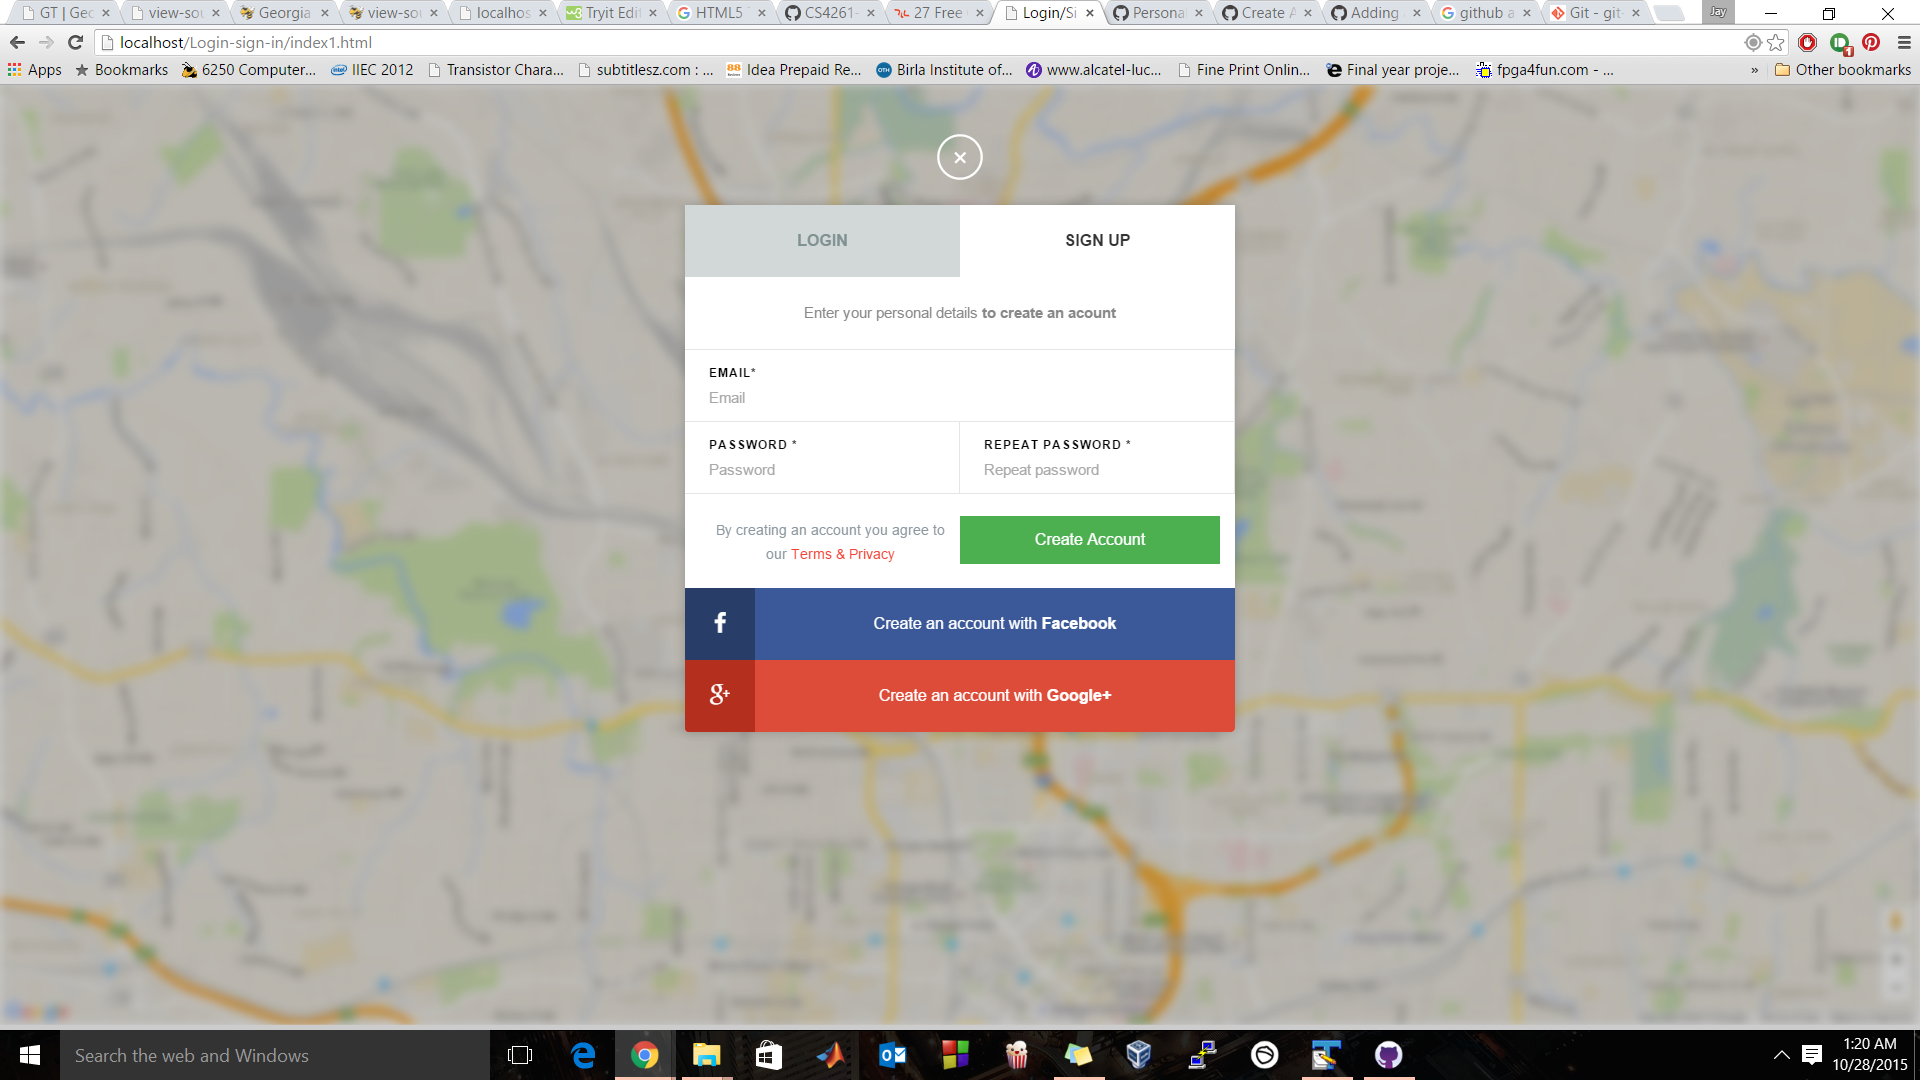 GT | Geo
view-sou
Georgia
view-sou
localhos
Tryit Edit
HTML5
CS4261-
27 Free
Login/Si
Persona
Create A
Adding
github a
Git - git-
Jay
localhost/Login-sign-in/index1.html
1
Apps
Bookmarks
6250 Computer...
IIEC 2012
Transistor Chara...
subtitlesz.com : ...
Idea Prepaid Re...
Birla Institute of...
www.alcatel-luc...
Fine Print Onlin...
Final year proje...
fpga4fun.com - ...
»
Other bookmarks
LOGIN
SIGN UP
Enter your personal details to create an acount
EMAIL*
Email
PASSWORD *
REPEAT PASSWORD *
Password
Repeat password
By creating an account you agree to
our Terms & Privacy
Create Account
Create an account with Facebook
Create an account with Google+
Search the web and Windows
1:20 AM
10/28/2015